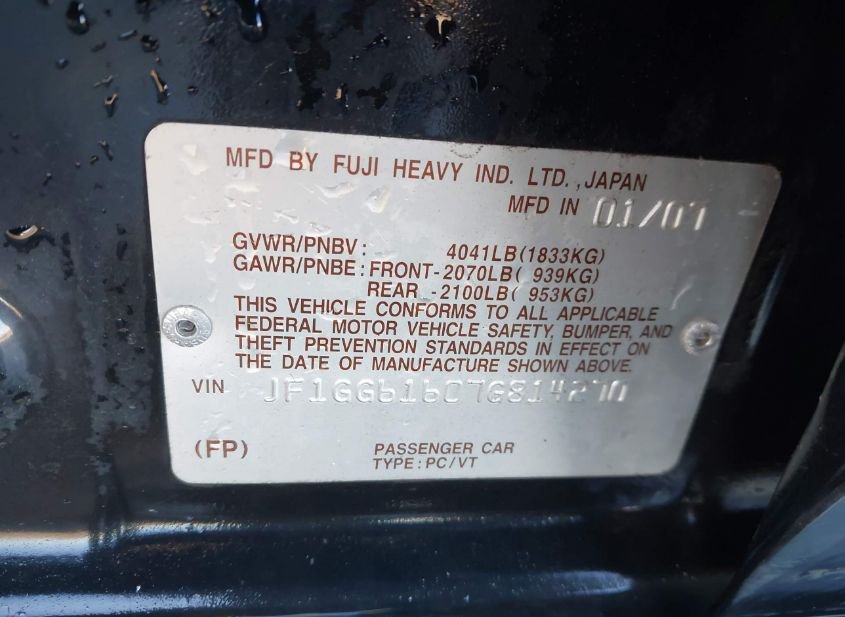 MFD BY FUJI HEAVY IND. LTD.,JAPAN
MFD IN 01/07
GVWR/PNBV: 4041LB(1833KG)
GAWR/PNBE: FRONT-2070LB( 939KG)
REAR -2100LB( 953KG)
THIS VEHICLE CONFORMS TO ALL APPLICABLE
FEDERAL MOTOR VEHICLE SAFETY, BUMPER, AND
THEFT PREVENTION STANDARDS IN EFFECT ON
THE DATE OF MANUFACTURE SHOWN ABOVE.
VIN JF1GG61607G814270
(FP) PASSENGER CAR
TYPE:PC/VT